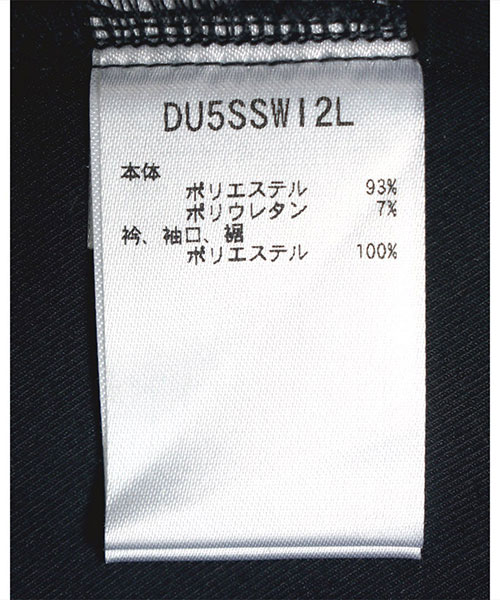 DU5SSWI2L
本体
ポリエステル 93%
ポリウレタン 7%
衿、袖口、裾
ポリエステル 100%